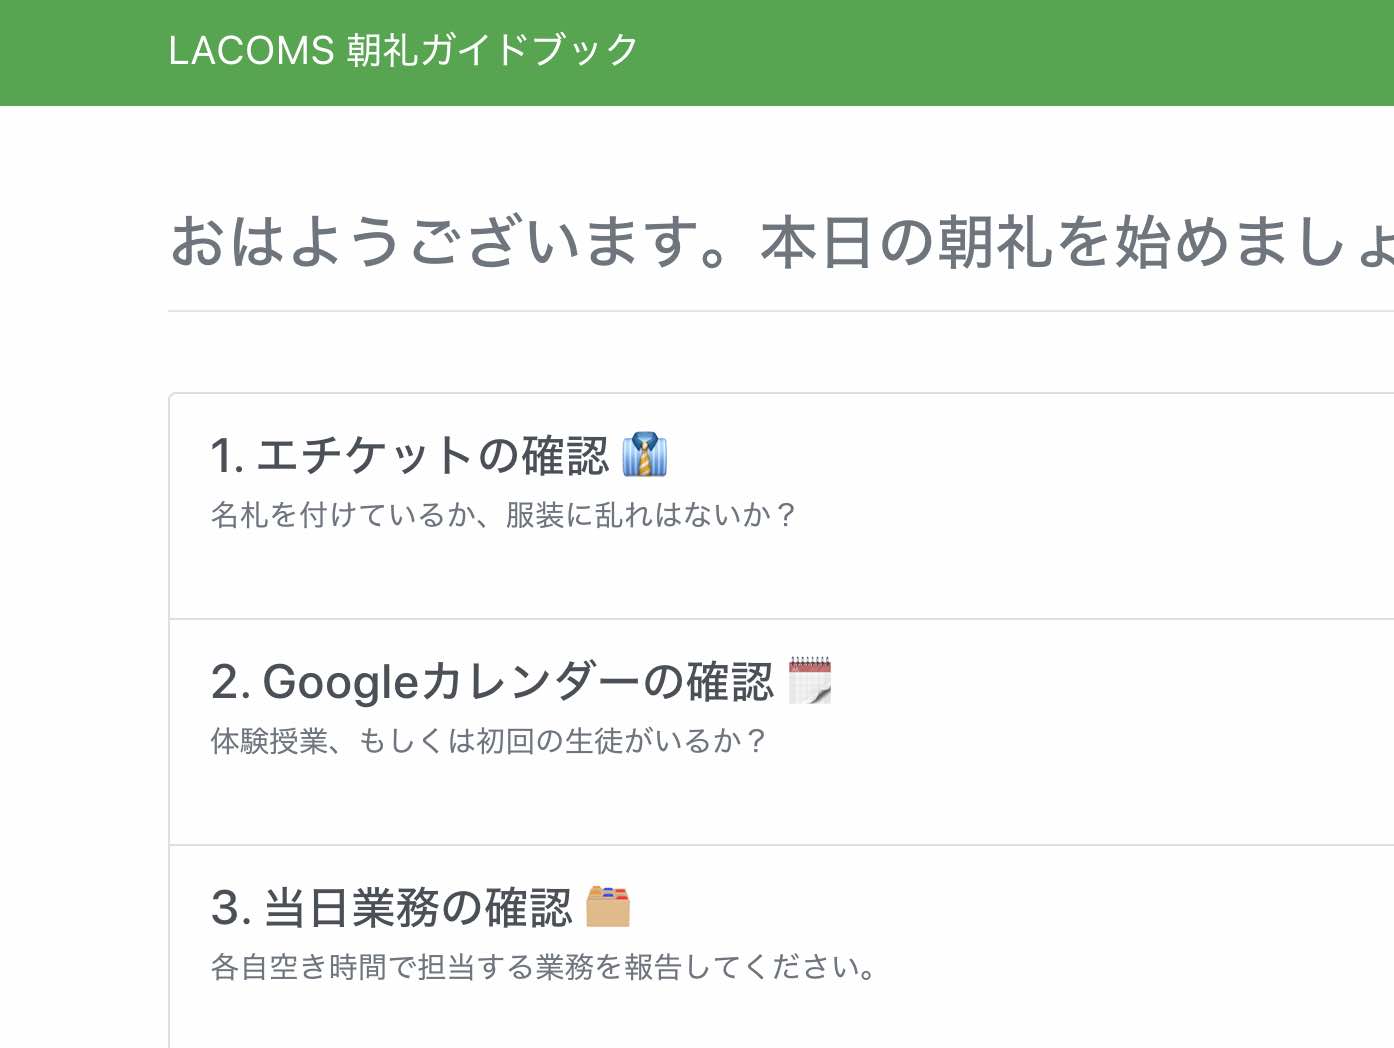 LACOMS 朝礼ガイドブック
おはようございます。本日の朝礼を始めましょ
1. エチケットの確認 👔
名札を付けているか、服装に乱れはないか？
2. Googleカレンダーの確認 🗓
体験授業、もしくは初回の生徒がいるか？
3. 当日業務の確認 🗂
各自空き時間で担当する業務を報告してください。